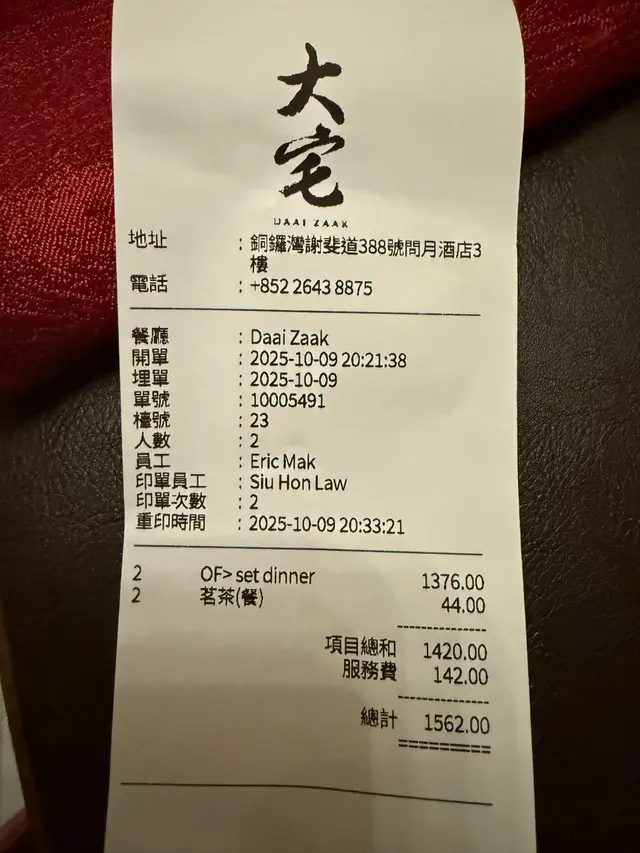 大
宅
DAAI ZAAK
地址 : 銅鑼灣謝斐道388號問月酒店3
樓
電話 : +852 2643 8875
餐廳 : Daai Zaak
開單 : 2025-10-09 20:21:38
埋單 : 2025-10-09
單號 : 10005491
檯號 : 23
人數 : 2
員工 : Eric Mak
印單員工 : Siu Hon Law
印單次數 : 2
重印時間 : 2025-10-09 20:33:21
2 OF> set dinner 1376.00
2 茗茶(餐) 44.00
項目總和 1420.00
服務費 142.00
總計 1562.00